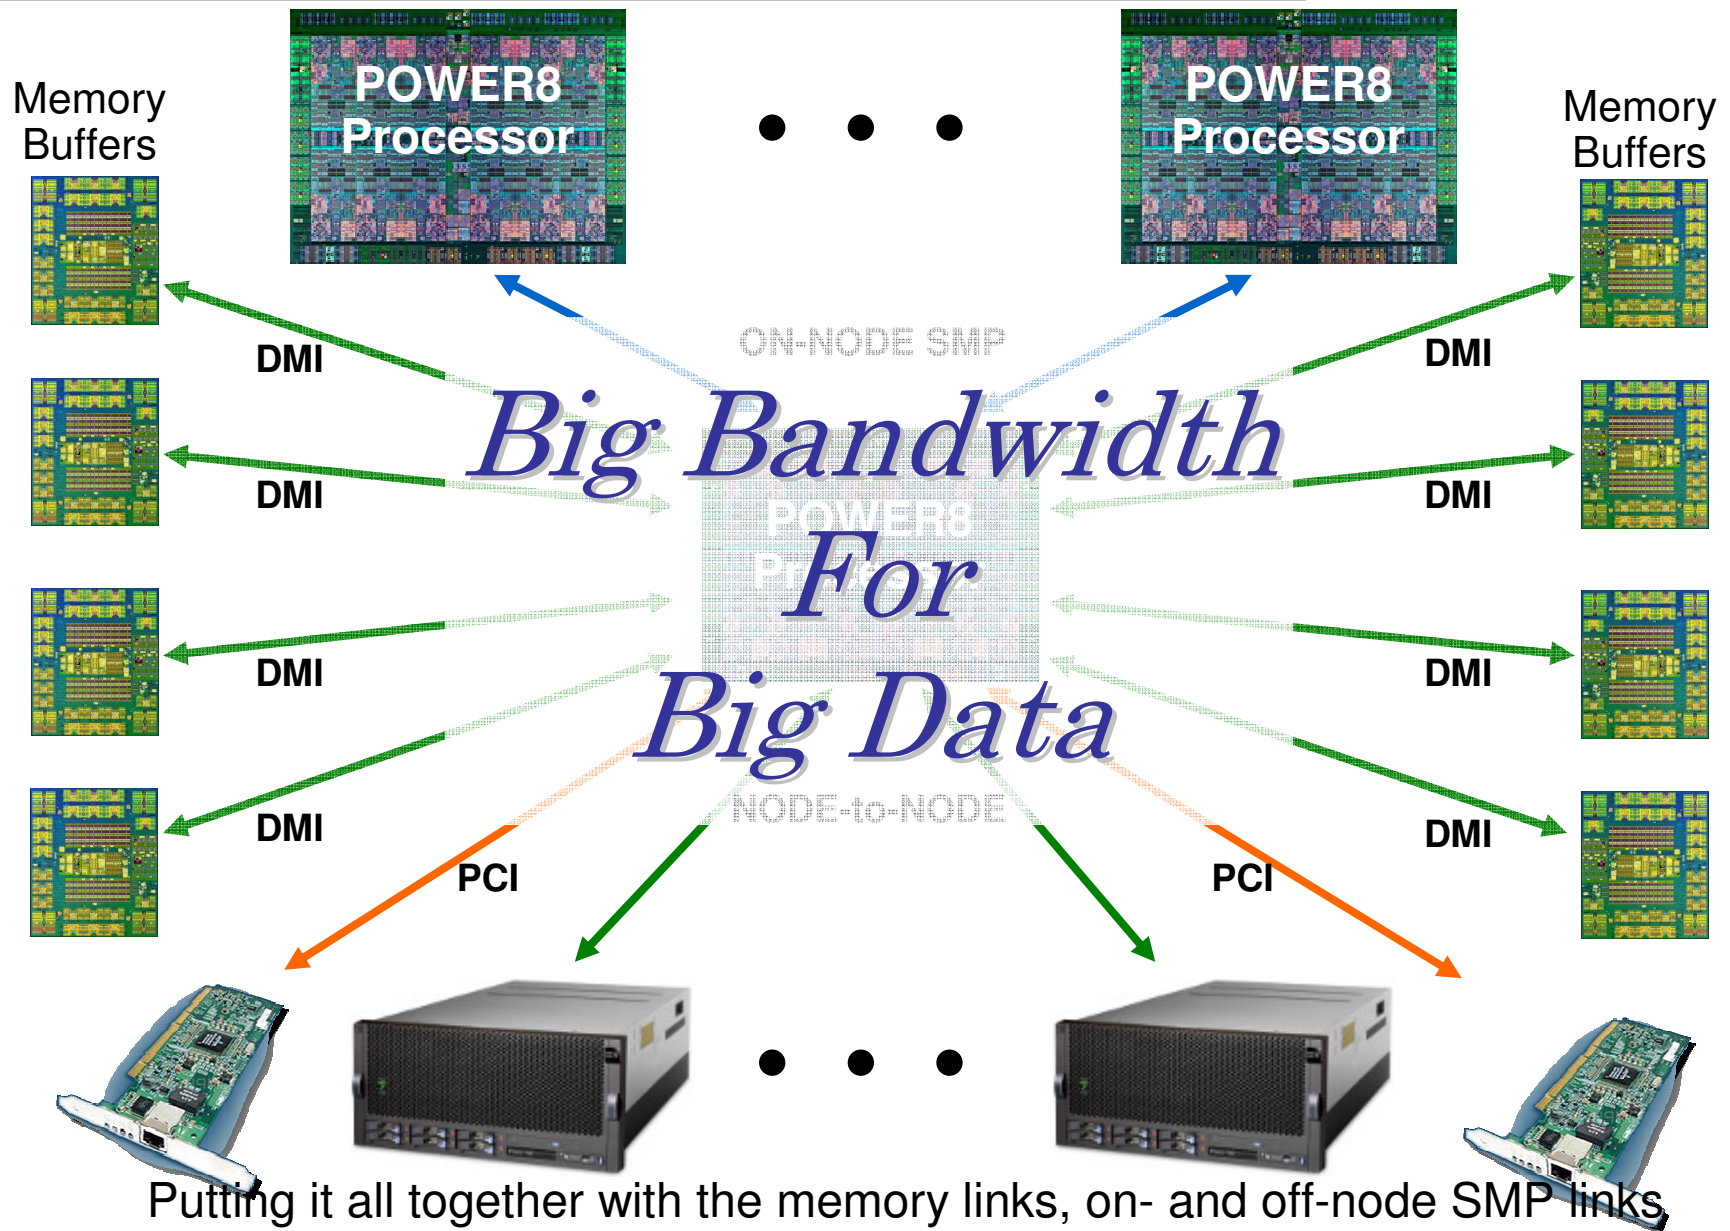 POWER8
Processor
POWER8
Processor
Memory
Buffers
Memory
Buffers
ON-NODE SMP
DMI
DMI
Big Bandwidth
DMI
DMI
POWER8
Processor
For
DMI
DMI
Big Data
NODE-to-NODE
DMI
DMI
PCI
PCI
Putting it all together with the memory links, on- and off-node SMP links